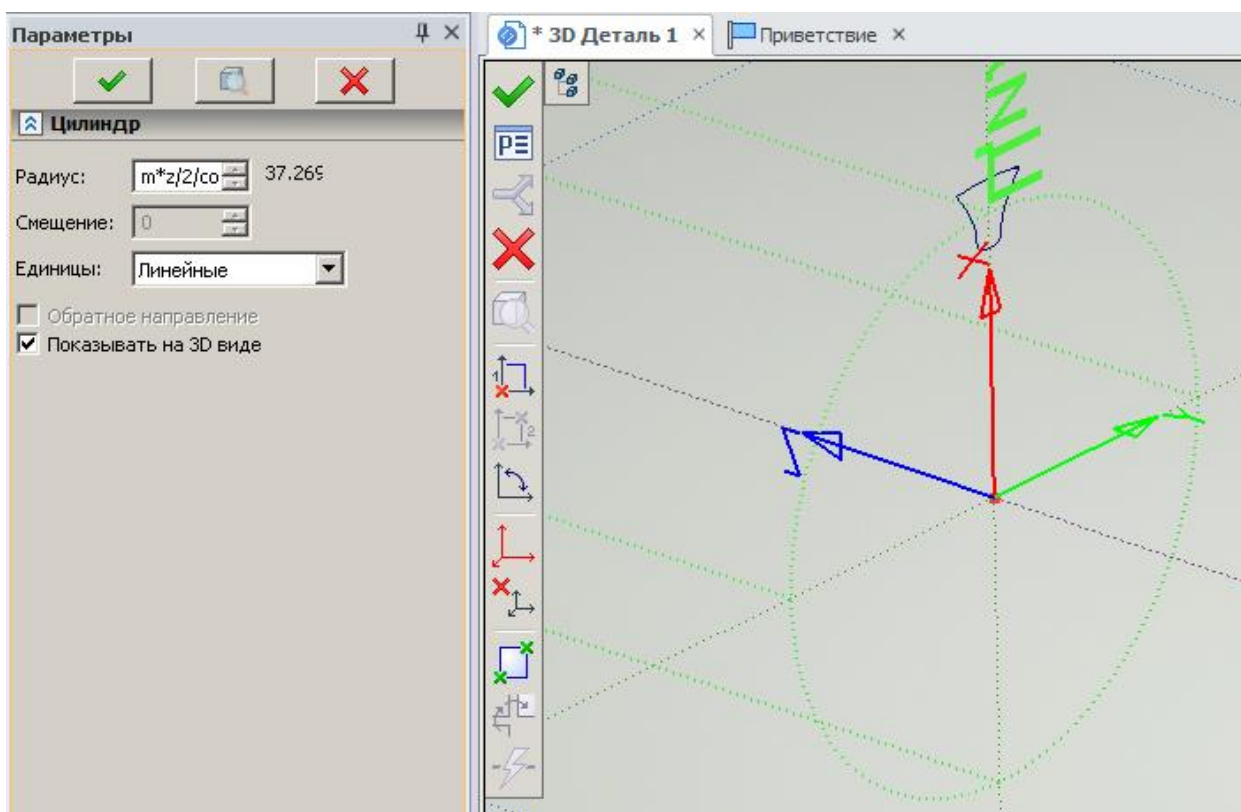 Параметры
* 3D Деталь 1
Приветствие
Цилиндр
Радиус: m*z/2/co 37.269
Смещение: 0
Единицы: Линейные
Обратное направление
Показывать на 3D виде